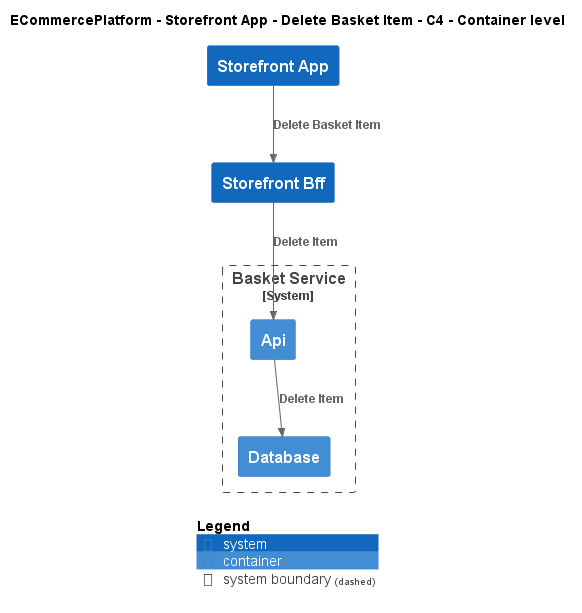 ECommercePlatform - Storefront App - Delete Basket Item - C4 - Container level
Storefront App
Delete Basket Item
Storefront Bff
Delete Item
Basket Service
[System]
Api
Delete Item
Database
Legend
system
container
system boundary (dashed)